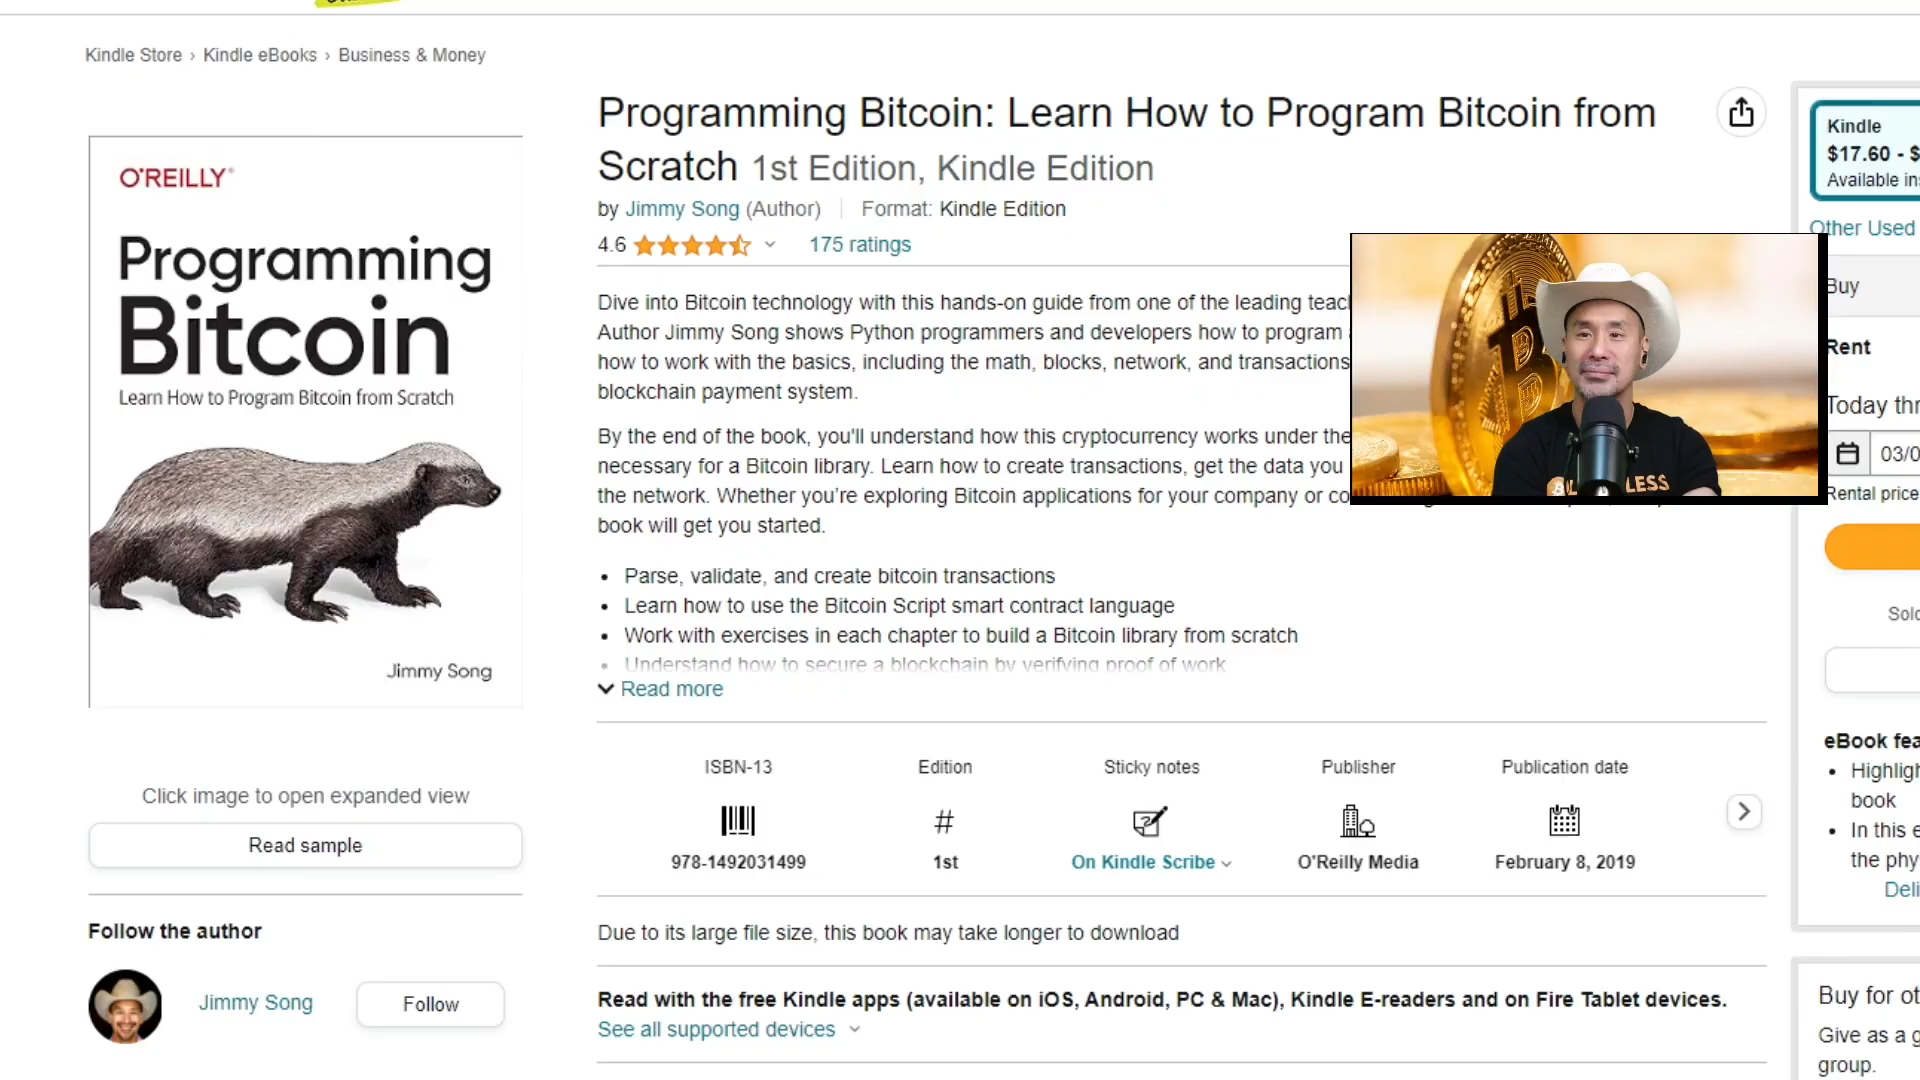 Kindle Store › Kindle eBooks › Business & Money
O'REILLY®
Programming
Bitcoin
Learn How to Program Bitcoin from Scratch
Jimmy Song
Click image to open expanded view
Read sample
Follow the author
Jimmy Song
Follow
Programming Bitcoin: Learn How to Program Bitcoin from
Scratch 1st Edition, Kindle Edition
by Jimmy Song (Author) | Format: Kindle Edition
4.6 175 ratings
Dive into Bitcoin technology with this hands-on guide from one of the leading
Author Jimmy Song shows Python programmers and developers how to program
how to work with the basics, including the math, blocks, network, and transactions
blockchain payment system.
By the end of the book, you'll understand how this cryptocurrency works under the
necessary for a Bitcoin library. Learn how to create transactions, get the data you
the network. Whether you're exploring Bitcoin applications for your company or
book will get you started.
• Parse, validate, and create bitcoin transactions
• Learn how to use the Bitcoin Script smart contract language
• Work with exercises in each chapter to build a Bitcoin library from scratch
• Understand how to secure a blockchain by verifying proof of work
Read more
ISBN-13
978-1492031499
Edition
#
1st
Sticky notes
On Kindle Scribe
Publisher
O'Reilly Media
Publication date
February 8, 2019
Due to its large file size, this book may take longer to download
Read with the free Kindle apps (available on iOS, Android, PC & Mac), Kindle E-readers and on Fire Tablet devices.
See all supported devices
LESS
Kindle
$17.60 - $
Available
Other Used
Buy
Rent
Today
03/0
Rental price
eBook
•
book
• In this
the
Buy for
Give as a
group.